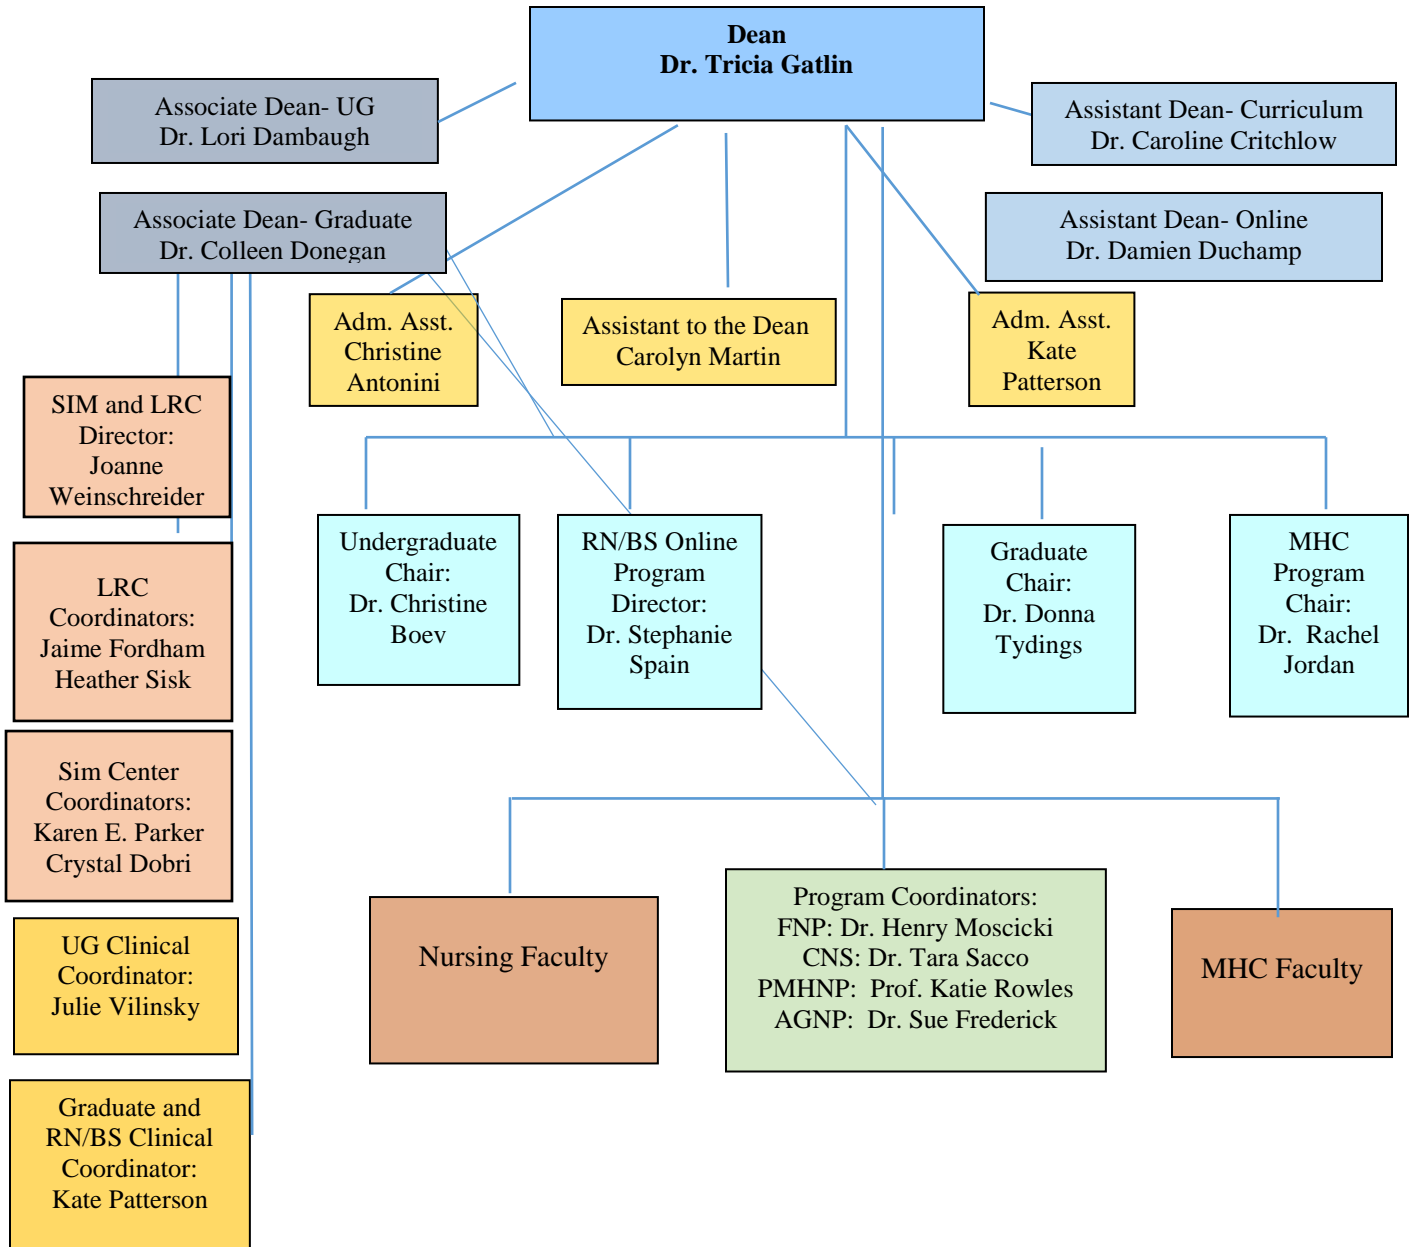 Dean
Dr. Tricia Gatlin
Associate Dean- UG
Dr. Lori Dambaugh
Assistant Dean- Curriculum
Dr. Caroline Critchlow
Associate Dean- Graduate
Dr. Colleen Donegan
Assistant Dean- Online
Dr. Damien Duchamp
Adm. Asst.
Christine
Antonini
Assistant to the Dean
Carolyn Martin
Adm. Asst.
Kate
Patterson
SIM and LRC
Director:
Joanne
Weinschreider
LRC
Coordinators:
Jaime Fordham
Heather Sisk
Sim Center
Coordinators:
Karen E. Parker
Crystal Dobri
UG Clinical
Coordinator:
Julie Vilinsky
Graduate and
RN/BS Clinical
Coordinator:
Kate Patterson
Undergraduate
Chair:
Dr. Christine
Boev
RN/BS Online
Program
Director:
Dr. Stephanie
Spain
Graduate
Chair:
Dr. Donna
Tydings
MHC
Program
Chair:
Dr. Rachel
Jordan
Nursing Faculty
Program Coordinators:
FNP: Dr. Henry Moscicki
CNS: Dr. Tara Sacco
PMHNP: Prof. Katie Rowles
AGNP: Dr. Sue Frederick
MHC Faculty